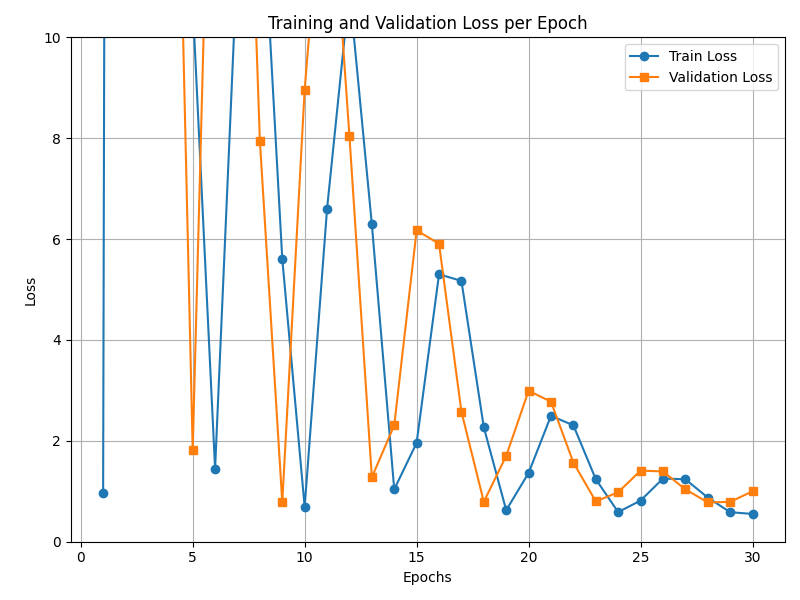 Training and Validation Loss per Epoch
Train Loss
Validation Loss
Loss
10
8
6
4
2
0
0 5 10 15 20 25 30
Epochs